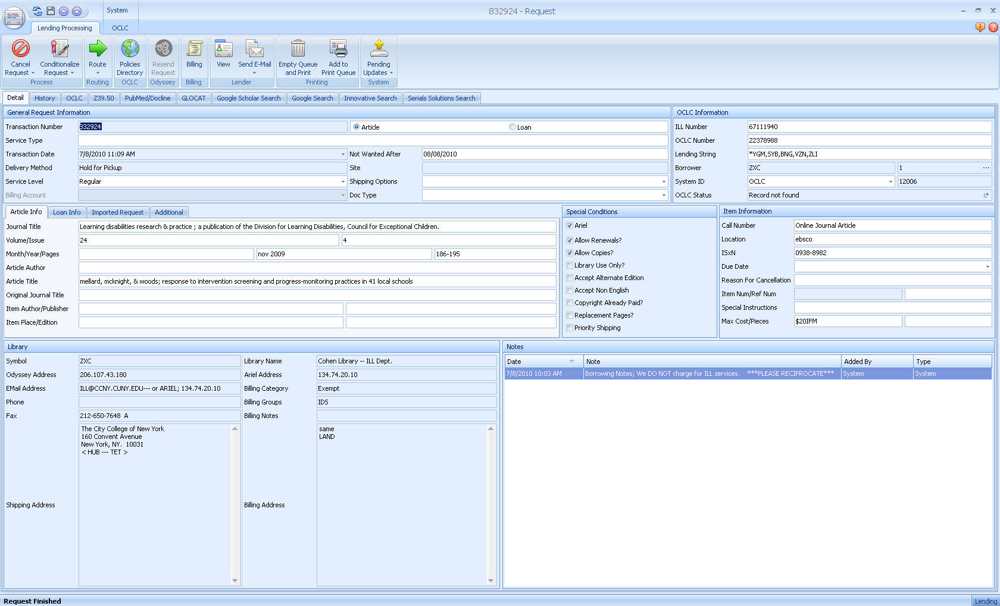 System
832924 - Request
Lending Processing
OCLC
Cancel Request
Conditionalize Request
Process
Route
Routing
Policies Directory
OCLC
Resend Request
Odyssey
Billing
Billing
View
Send E-Mail
Lender
Empty Queue and Print
Add to Print Queue
Printing
Pending Updates
System
Detail History OCLC Z39.50 PubMed/Docline GLOCAT Google Scholar Search Google Search Innovative Search Serials Solutions Search
General Request Information
Transaction Number 832924 Article Loan
Service Type
Transaction Date 7/8/2010 11:09 AM Not Wanted After 08/08/2010
Delivery Method Hold for Pickup Site
Service Level Regular Shipping Options
Billing Account Doc Type
OCLC Information
ILL Number 67111940
OCLC Number 22378988
Lending String *YGM,SYB,BNG,VZN,ZLI
Borrower ZXC 1 ...
System ID OCLC 12006
OCLC Status Record not found
Article Info Loan Info Imported Request Additional
Journal Title Learning disabilities research & practice ; a publication of the Division for Learning Disabilities, Council for Exceptional Children.
Volume/Issue 24 4
Month/Year/Pages nov 2009 186-195
Article Author
Article Title mellard, mcknight, & woods; response to intervention screening and progress-monitoring practices in 41 local schools
Original Journal Title
Item Author/Publisher
Item Place/Edition
Special Conditions
Ariel
Allow Renewals?
Allow Copies?
Library Use Only?
Accept Alternate Edition
Accept Non English
Copyright Already Paid?
Replacement Pages?
Priority Shipping
Item Information
Call Number Online Journal Article
Location ebsco
ISxN 0938-8982
Due Date
Reason For Cancellation
Item Num/Ref Num
Special Instructions
Max Cost/Pieces $20IFM
Library
Symbol ZXC Library Name Cohen Library -- ILL Dept.
Odyssey Address 206.107.43.180 Ariel Address 134.74.20.10
EMail Address ILL@CCNY.CUNY.EDU--- or ARIEL; 134.74.20.10 Billing Category Exempt
Phone Billing Groups IDS
Fax 212-650-7648 A Billing Notes
The City College of New York
160 Convent Avenue
New York, NY. 10031
< HUB --- TET >
Shipping Address
same
LAND
Billing Address
Notes
Date Note Added By Type
7/8/2010 10:03 AM Borrowing Notes; We DO NOT charge for ILL services. ***PLEASE RECIPROCATE*** System System
Request Finished
Lending